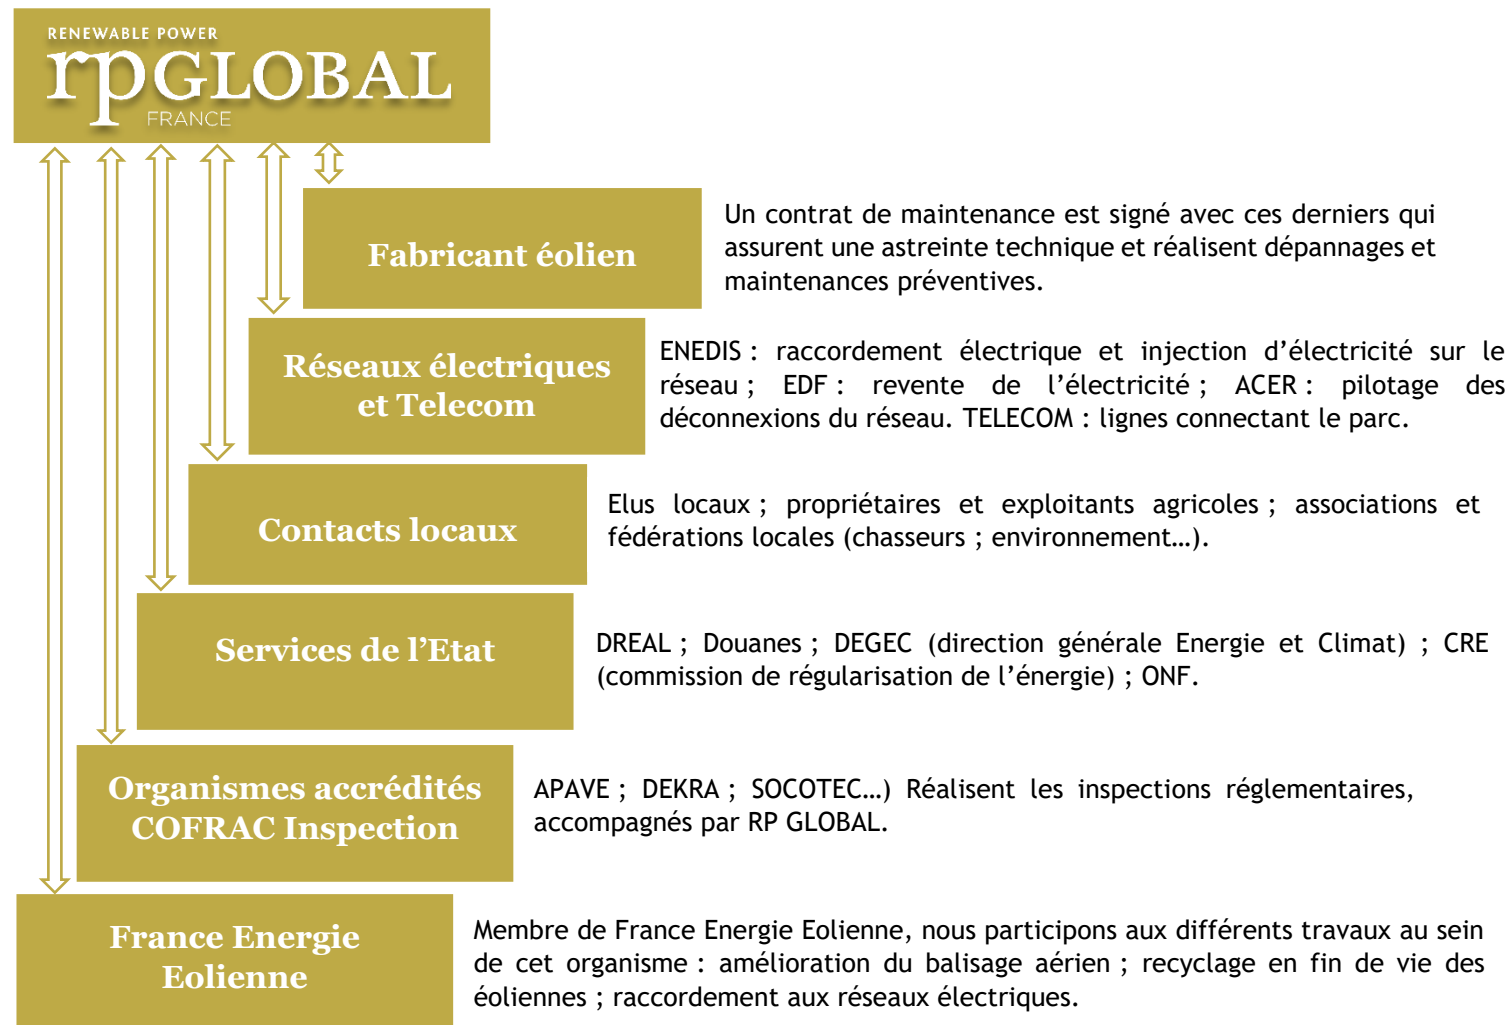 RENEWABLE POWER
rpGLOBAL
FRANCE
Fabricant éolien
Un contrat de maintenance est signé avec ces derniers qui
assurent une astreinte technique et réalisent dépannages et
maintenances préventives.
Réseaux électriques
et Telecom
ENEDIS : raccordement électrique et injection d’électricité sur le
réseau ; EDF : revente de l’électricité ; ACER : pilotage des
déconnexions du réseau. TELECOM : lignes connectant le parc.
Contacts locaux
Elus locaux ; propriétaires et exploitants agricoles ; associations et
fédérations locales (chasseurs ; environnement…).
Services de l’Etat
DREAL ; Douanes ; DEGEC (direction générale Energie et Climat) ; CRE
(commission de régularisation de l’énergie) ; ONF.
Organismes accrédités
COFRAC Inspection
APAVE ; DEKRA ; SOCOTEC…) Réalisent les inspections réglementaires,
accompagnés par RP GLOBAL.
France Energie
Eolienne
Membre de France Energie Eolienne, nous participons aux différents travaux au sein
de cet organisme : amélioration du balisage aérien ; recyclage en fin de vie des
éoliennes ; raccordement aux réseaux électriques.